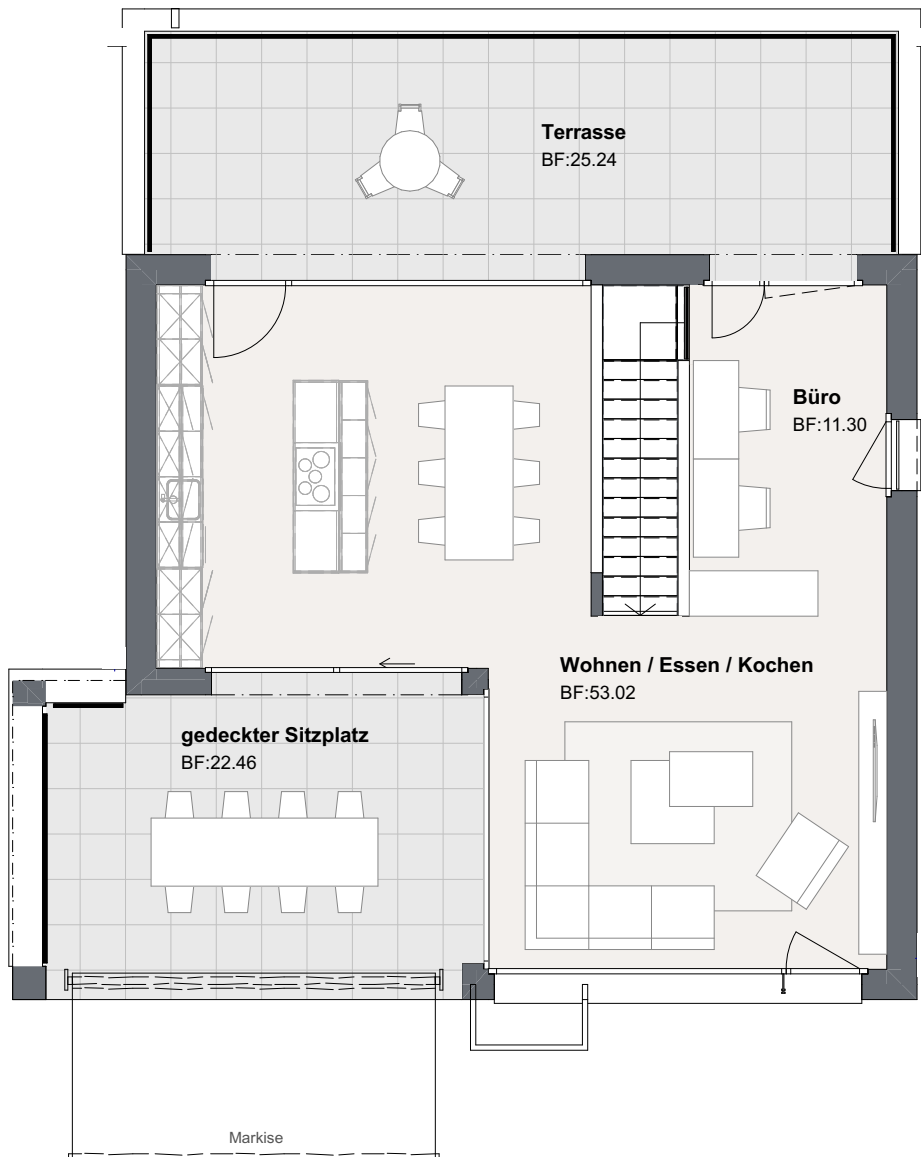 Terrasse
BF:25.24
Büro
BF:11.30
Wohnen / Essen / Kochen
BF:53.02
gedeckter Sitzplatz
BF:22.46
Markise